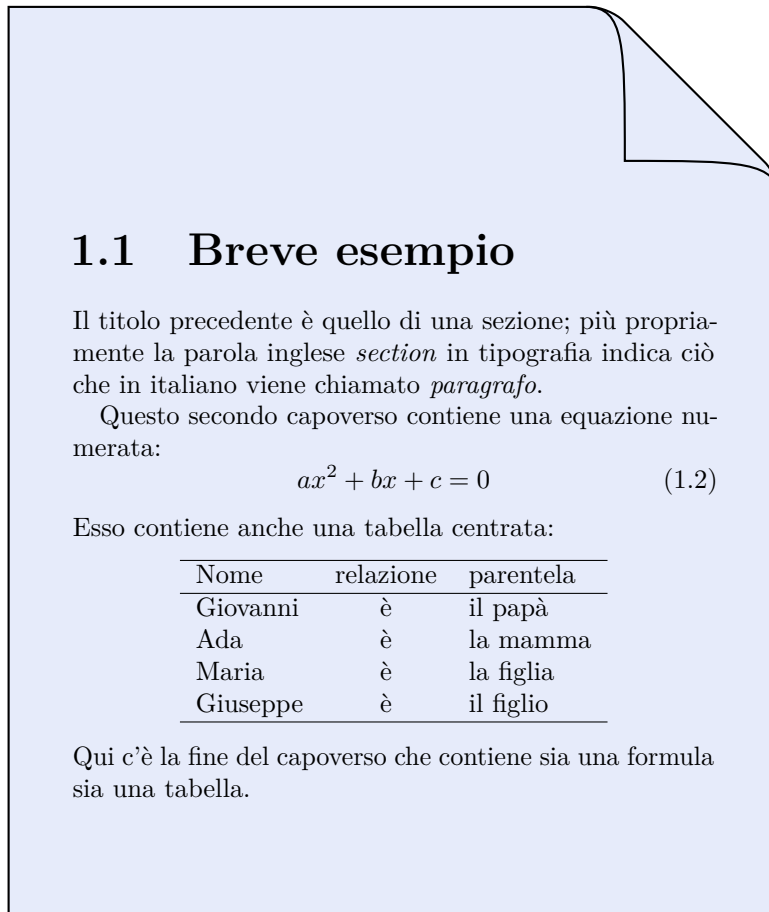 1.1 Breve esempio
Il titolo precedente è quello di una sezione; più propria-
mente la parola inglese section in tipografia indica ciò
che in italiano viene chiamato paragrafo.
Questo secondo capoverso contiene una equazione nu-
merata:
ax² + bx + c = 0 (1.2)
Esso contiene anche una tabella centrata:
Nome relazione parentela
Giovanni è il papà
Ada è la mamma
Maria è la figlia
Giuseppe è il figlio
Qui c'è la fine del capoverso che contiene sia una formula
sia una tabella.